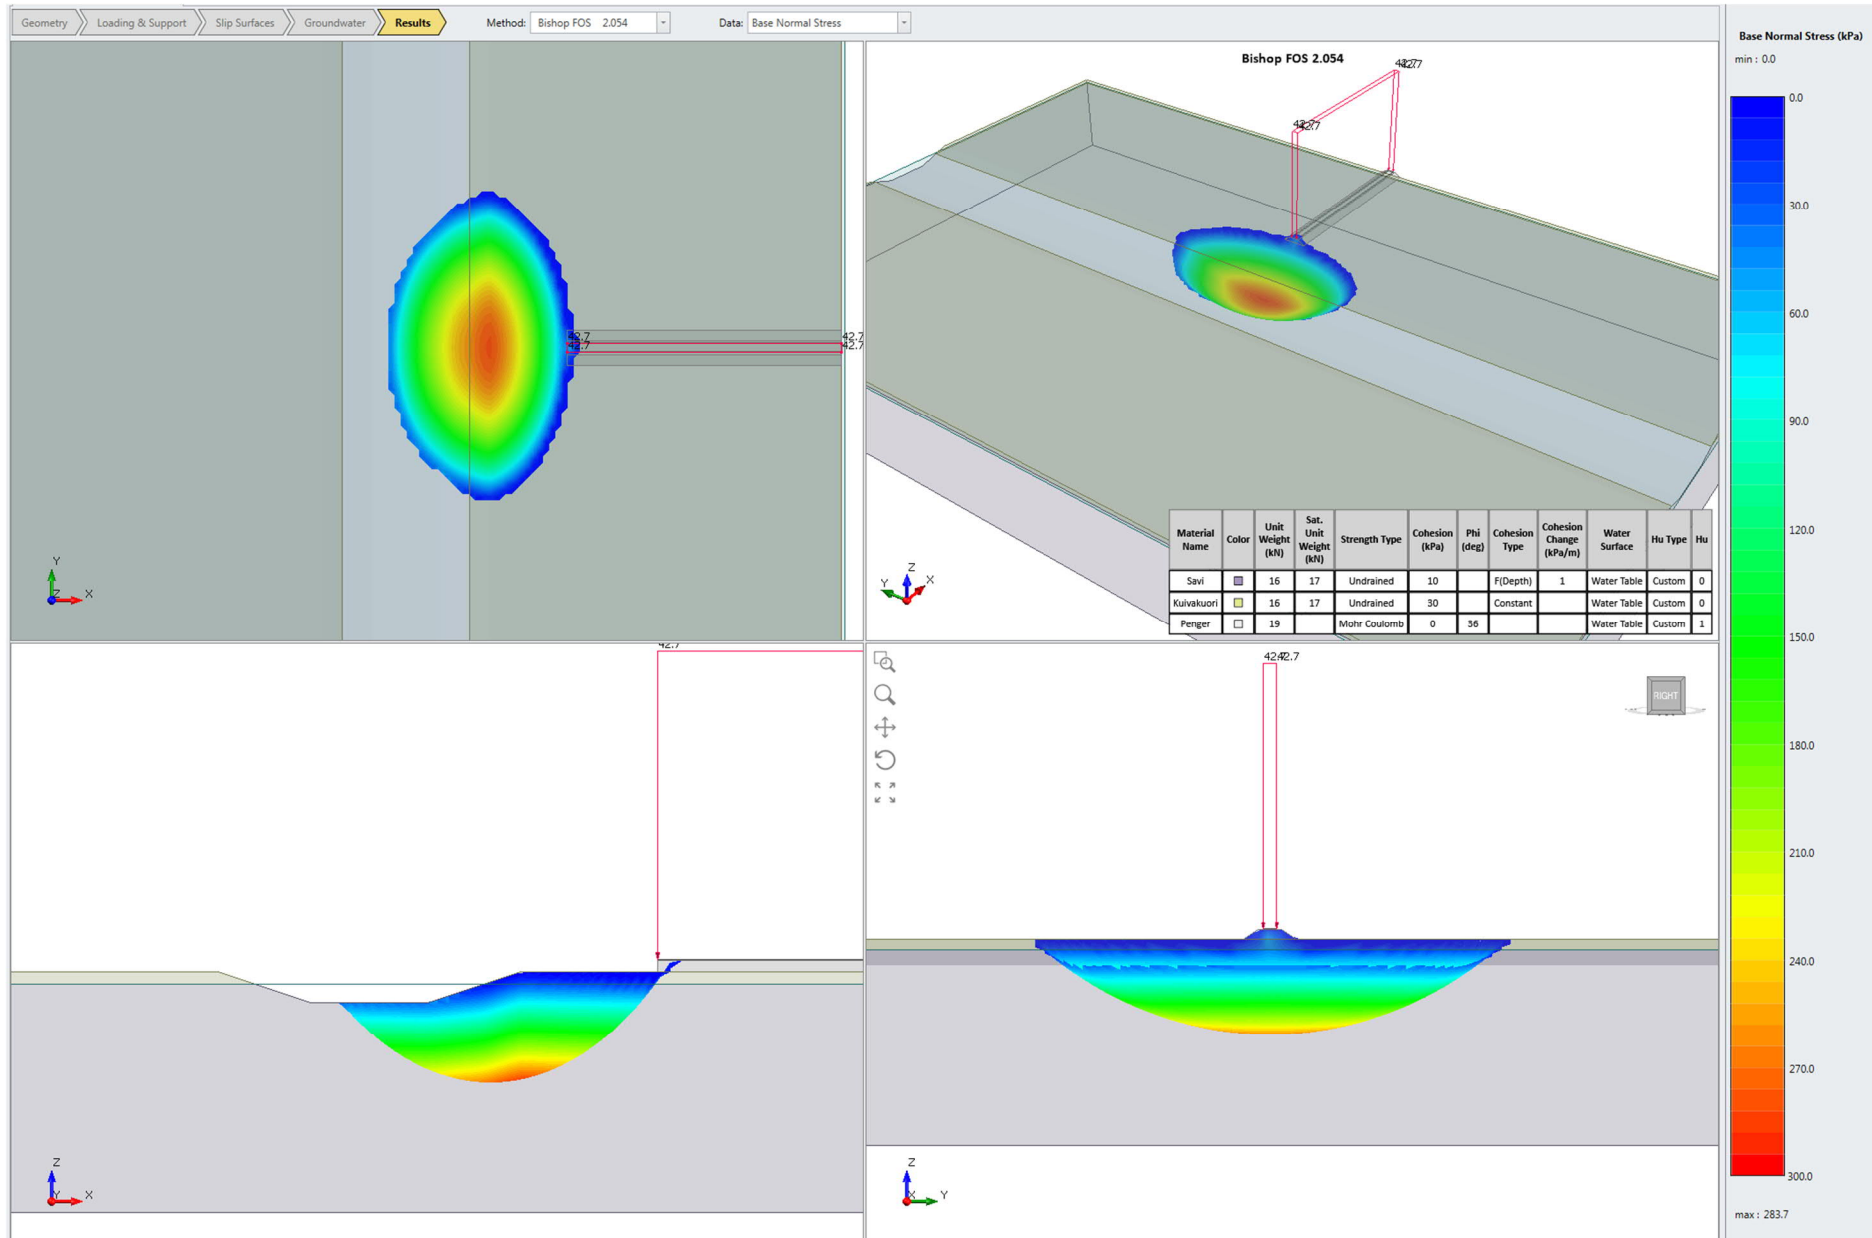 Geometry Loading & Support Slip Surfaces Groundwater Results Method: Bishop FOS 2.054 Data: Base Normal Stress
Base Normal Stress (kPa)
min : 0.0
0.0
30.0
60.0
90.0
120.0
150.0
180.0
210.0
240.0
270.0
300.0
max : 283.7
42.7
42.7
42.7
42.7
Y
Z X
Bishop FOS 2.054
42.7
42.7
Z
Y X
Material Name Color Unit Weight (kN) Sat. Unit Weight (kN) Strength Type Cohesion (kPa) Phi (deg) Cohesion Type Cohesion Change (kPa/m) Water Surface Hu Type Hu
Savi 16 17 Undrained 10 F(Depth) 1 Water Table Custom 0
Kuivakuori 16 17 Undrained 30 Constant Water Table Custom 0
Penger 19 Mohr Coulomb 0 36 Water Table Custom 1
42.7
Z
Y X
42.7
RIGHT
Z
X Y